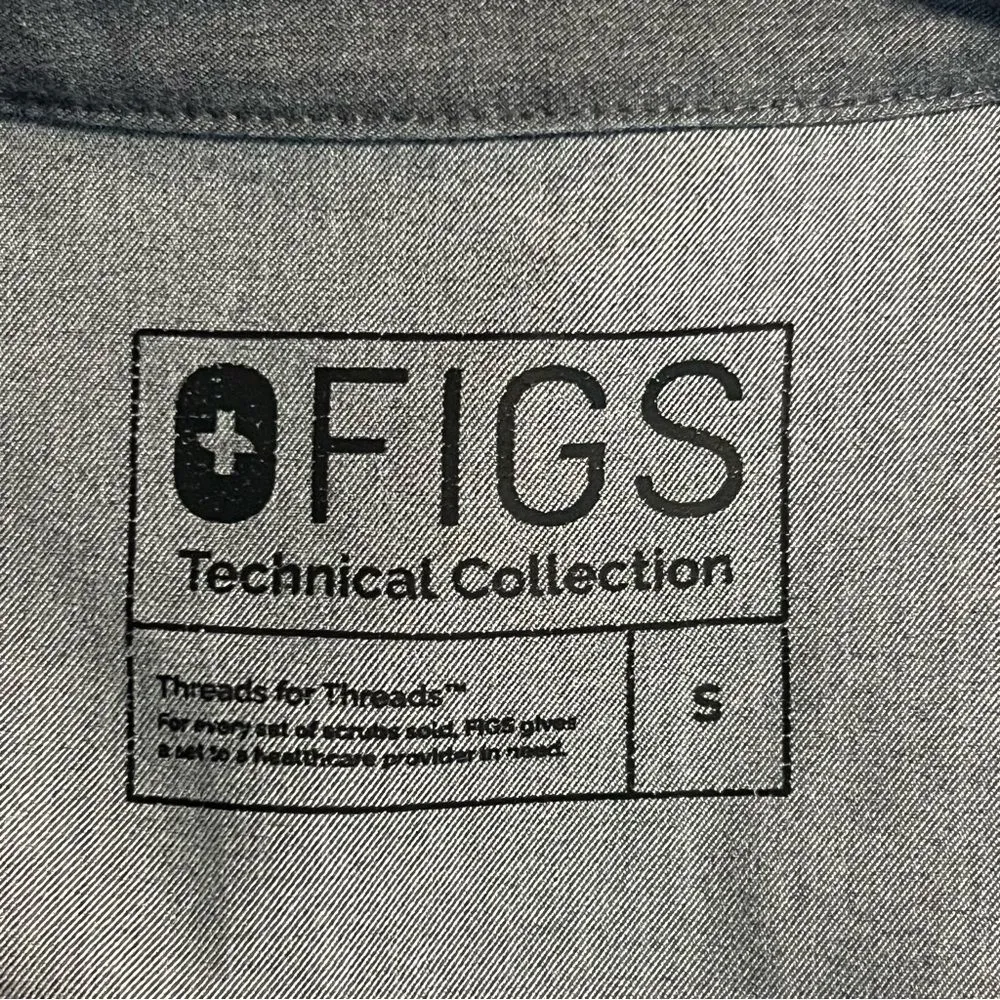 FIGS
Technical Collection
Threads for Threads™
For every set of scrubs sold, FIGS gives
a set to a healthcare provider in need.
S